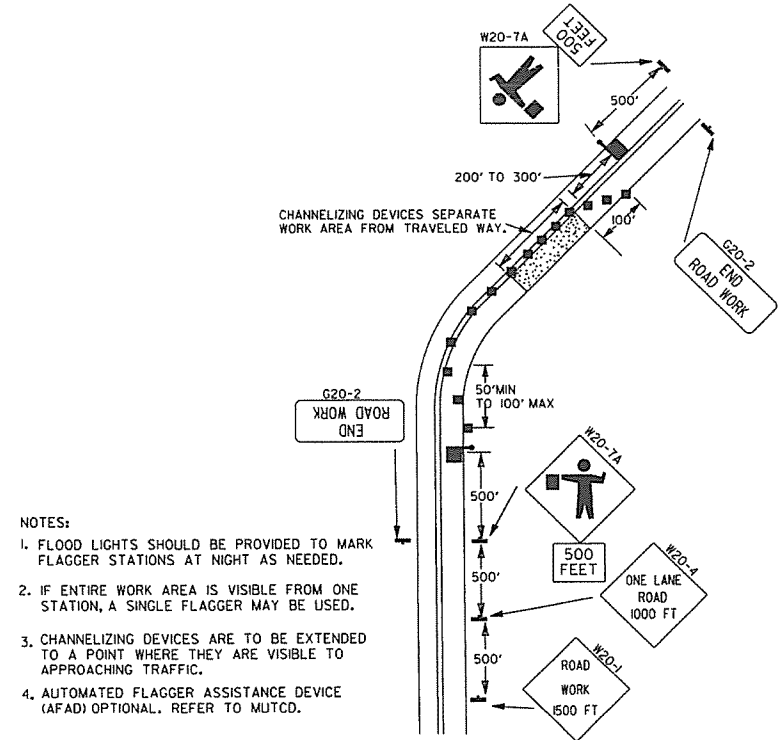 W20-7A
500
FEET
500'
200' TO 300'
CHANNELIZING DEVICES SEPARATE
WORK AREA FROM TRAVELED WAY.
100'
G20-2
END
ROAD WORK
G20-2
END
ROAD WORK
50'MIN
TO 100' MAX
W20-7A
500'
500
FEET
500'
W20-4
ONE LANE
ROAD
1000 FT
500'
W20-1
ROAD
WORK
1500 FT
NOTES:
1. FLOOD LIGHTS SHOULD BE PROVIDED TO MARK
FLAGGER STATIONS AT NIGHT AS NEEDED.
2. IF ENTIRE WORK AREA IS VISIBLE FROM ONE
STATION, A SINGLE FLAGGER MAY BE USED.
3. CHANNELIZING DEVICES ARE TO BE EXTENDED
TO A POINT WHERE THEY ARE VISIBLE TO
APPROACHING TRAFFIC.
4. AUTOMATED FLAGGER ASSISTANCE DEVICE
(AFAD) OPTIONAL. REFER TO MUTCD.